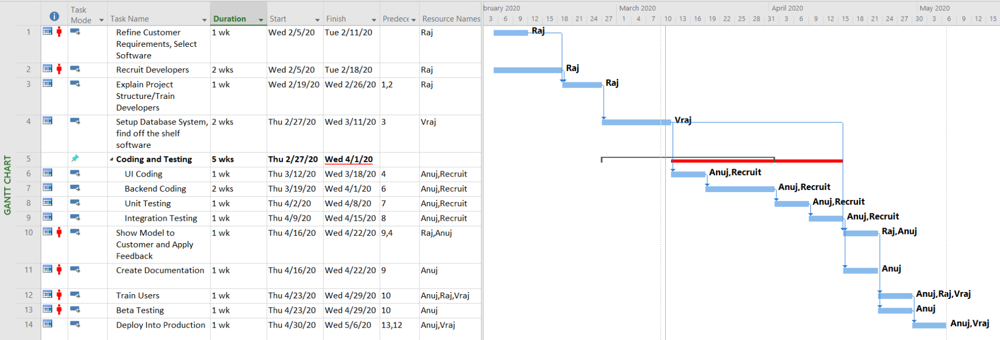 Task
Mode Task Name Duration Start Finish Predece Resource Names
bruary 2020 March 2020 April 2020 May 2020
3 6 9 12 15 18 21 24 27 1 4 7 10 13 16 19 22 25 28 31 3 6 9 12 15 18 21 24 27 30 3 6 9 12 15
GANTT CHART
1 Refine Customer 1 wk Wed 2/5/20 Tue 2/11/20 Raj Raj
Requirements, Select
Software
2 Recruit Developers 2 wks Wed 2/5/20 Tue 2/18/20 Raj Raj
3 Explain Project 1 wk Wed 2/19/20 Wed 2/26/20 1,2 Raj Raj
Structure/Train
Developers
4 Setup Database System, 2 wks Thu 2/27/20 Wed 3/11/20 3 Vraj Vraj
find off the shelf
software
5 Coding and Testing 5 wks Thu 2/27/20 Wed 4/1/20
6 UI Coding 1 wk Thu 3/12/20 Wed 3/18/20 4 Anuj,Recruit Anuj,Recruit
7 Backend Coding 2 wks Thu 3/19/20 Wed 4/1/20 6 Anuj,Recruit Anuj,Recruit
8 Unit Testing 1 wk Thu 4/2/20 Wed 4/8/20 7 Anuj,Recruit Anuj,Recruit
9 Integration Testing 1 wk Thu 4/9/20 Wed 4/15/20 8 Anuj,Recruit Anuj,Recruit
10 Show Model to 1 wk Thu 4/16/20 Wed 4/22/20 9,4 Raj,Anuj Raj,Anuj
Customer and Apply
Feedback
11 Create Documentation 1 wk Thu 4/16/20 Wed 4/22/20 9 Anuj Anuj
12 Train Users 1 wk Thu 4/23/20 Wed 4/29/20 10 Anuj,Raj,Vraj Anuj,Raj,Vraj
13 Beta Testing 1 wk Thu 4/23/20 Wed 4/29/20 10 Anuj Anuj
14 Deploy Into Production 1 wk Thu 4/30/20 Wed 5/6/20 13,12 Anuj,Vraj Anuj,Vraj